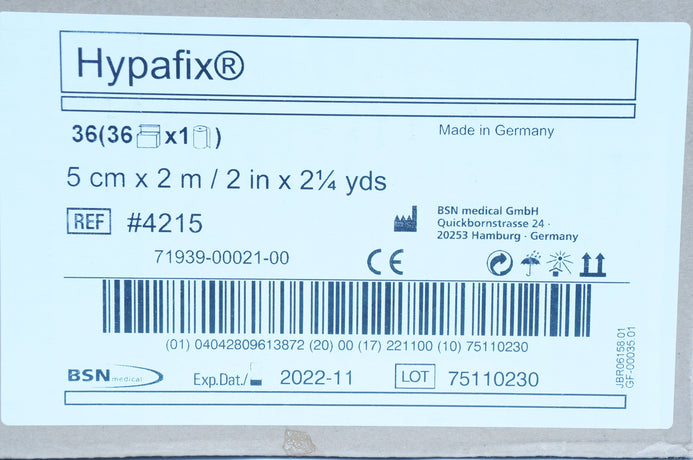 Hypafix®
36(36 x1 )
Made in Germany
5 cm x 2 m / 2 in x 2¼ yds
REF #4215
BSN medical GmbH
Quickbornstrasse 24 ·
20253 Hamburg · Germany
71939-00021-00
CE
(01) 04042809613872 (20) 00 (17) 221100 (10) 75110230
BSN medical
Exp.Dat./ 2022-11
LOT 75110230
JBR06158.01
GF-00035.01